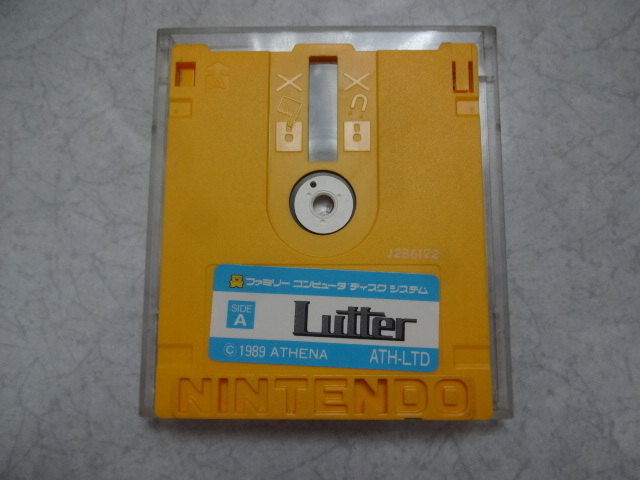 J286122
ファミリー コンピュータ ディスク システム
SIDE
A
Lutter
© 1989 ATHENA ATH-LTD
NINTENDO